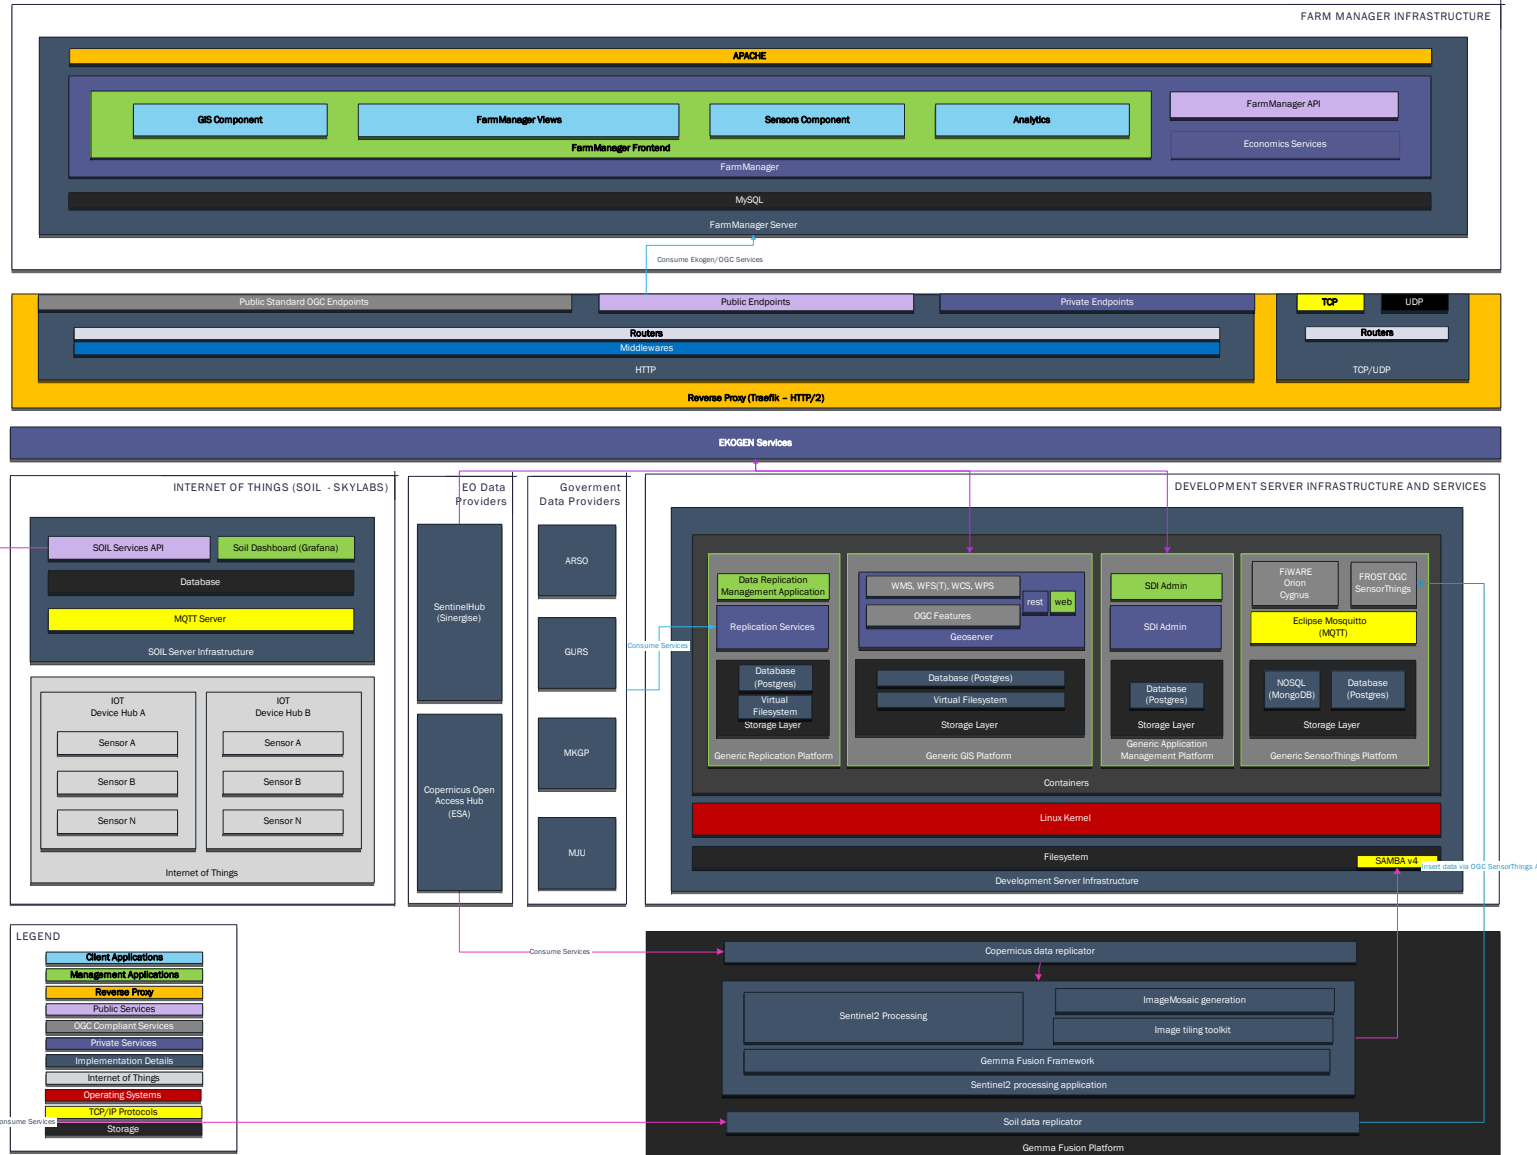 FARM MANAGER INFRASTRUCTURE
APACHE
GIS Component
FarmManager Views
Sensors Component
Analytics
FarmManager Frontend
FarmManager API
Economics Services
FarmManager
MySQL
FarmManager Server
Consume Ekogen/OGC Services
Public Standard OGC Endpoints
Public Endpoints
Private Endpoints
TCP
UDP
Routers
Middlewares
HTTP
Routers
TCP/UDP
Reverse Proxy (Traefik – HTTP/2)
EKOGEN Services
INTERNET OF THINGS (SOIL - SKYLABS)
SOIL Services API
Soil Dashboard (Grafana)
Database
MQTT Server
SOIL Server Infrastructure
IOT
Device Hub A
Sensor A
Sensor B
Sensor N
IOT
Device Hub B
Sensor A
Sensor B
Sensor N
Internet of Things
EO Data
Providers
SentinelHub
(Sinergise)
Copernicus Open
Access Hub
(ESA)
Goverment
Data Providers
ARSO
GURS
MKGP
MJU
Consume Services
DEVELOPMENT SERVER INFRASTRUCTURE AND SERVICES
Data Replication
Management Application
Replication Services
Database
(Postgres)
Virtual
Filesystem
Storage Layer
Generic Replication Platform
WMS, WFS(T), WCS, WPS
OGC Features
rest
web
Geoserver
Database (Postgres)
Virtual Filesystem
Storage Layer
Generic GIS Platform
SDI Admin
SDI Admin
Database
(Postgres)
Storage Layer
Generic Application
Management Platform
FiWARE
Orion
Cygnus
FROST OGC
SensorThings
Eclipse Mosquitto
(MQTT)
NOSQL
(MongoDB)
Database
(Postgres)
Storage Layer
Generic SensorThings Platform
Containers
Linux Kernel
Filesystem
SAMBA v4
Insert data via OGC SensorThings
Development Server Infrastructure
LEGEND
Client Applications
Management Applications
Reverse Proxy
Public Services
OGC Compliant Services
Private Services
Implementation Details
Internet of Things
Operating Systems
TCP/IP Protocols
Storage
onsume Services
Consume Services
Copernicus data replicator
Sentinel2 Processing
ImageMosaic generation
Image tiling toolkit
Gemma Fusion Framework
Sentinel2 processing application
Soil data replicator
Gemma Fusion Platform